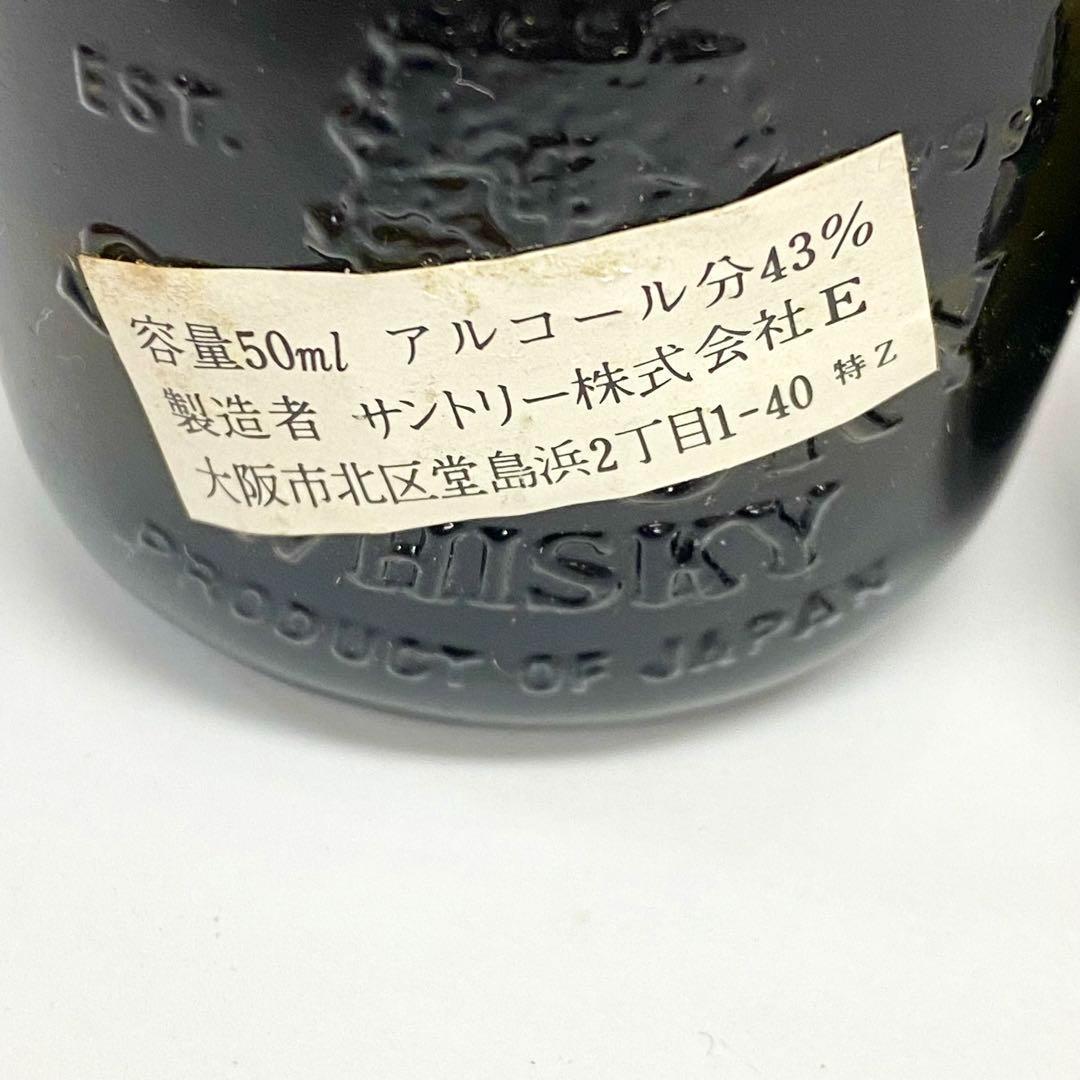 EST.
容量50ml アルコール分43%
製造者 サントリー株式会社E
大阪市北区堂島浜2丁目1-40 特Z
WHISKY
PRODUCT OF JAPAN